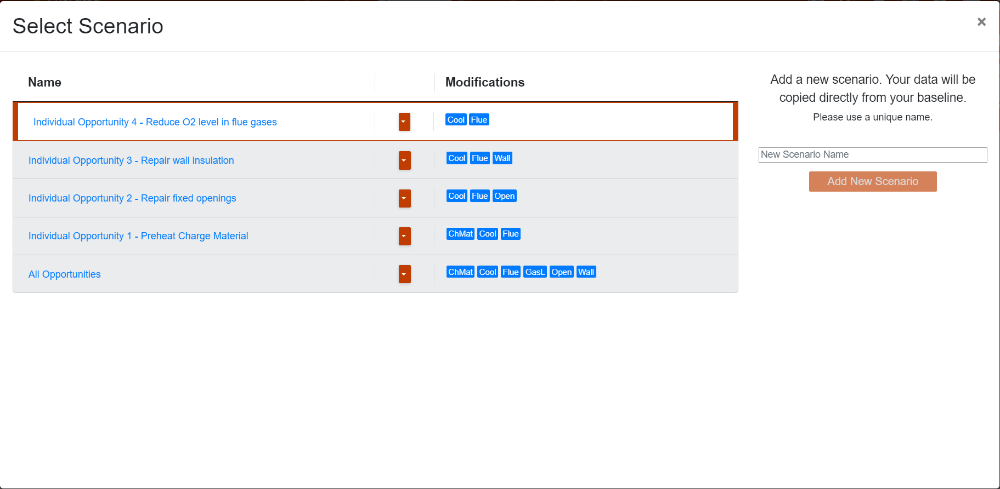 Select Scenario
×
Name Modifications
Individual Opportunity 4 - Reduce O2 level in flue gases Cool Flue
Individual Opportunity 3 - Repair wall insulation Cool Flue Wall
Individual Opportunity 2 - Repair fixed openings Cool Flue Open
Individual Opportunity 1 - Preheat Charge Material ChMat Cool Flue
All Opportunities ChMat Cool Flue GasL Open Wall
Add a new scenario. Your data will be
copied directly from your baseline.
Please use a unique name.
New Scenario Name
Add New Scenario